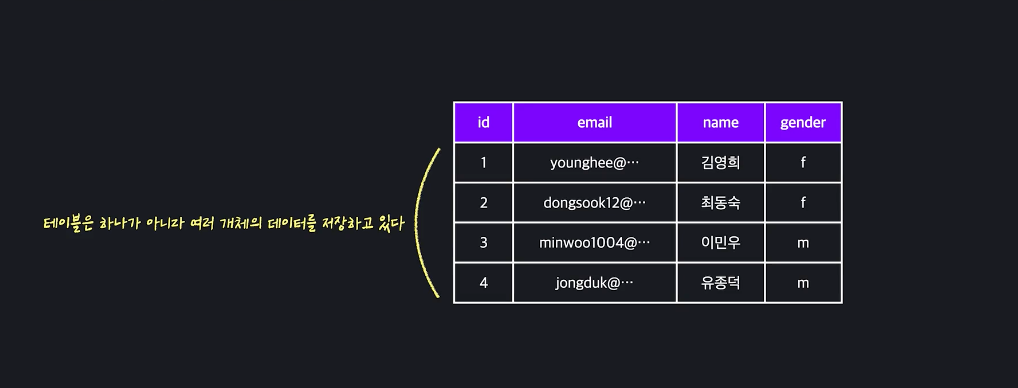 id email name gender
1 younghee@⋯ 김영희 f
2 dongsook12@⋯ 최동숙 f
테이블은 하나가 아니라 여러 개체의 데이터를 저장하고 있다
3 minwoo1004@⋯ 이민우 m
4 jongduk@⋯ 유종덕 m